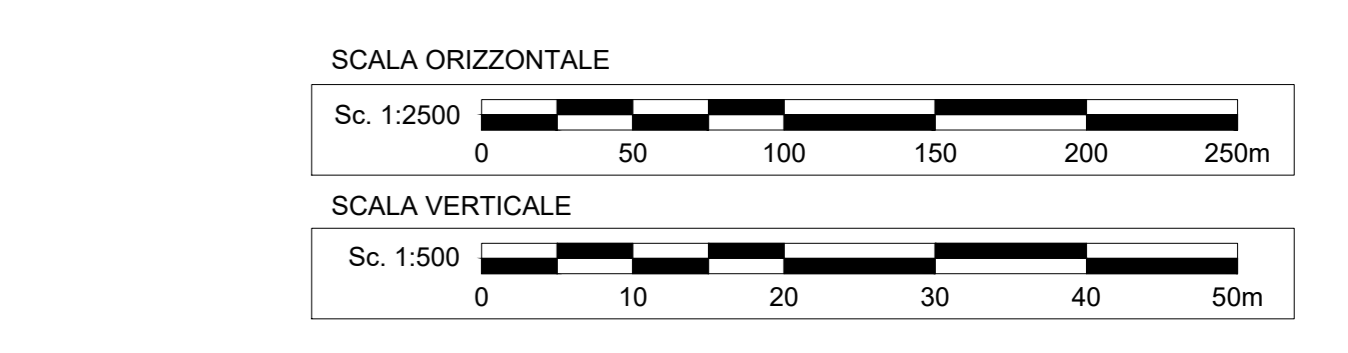 SCALA ORIZZONTALE
Sc. 1:2500
0 50 100 150 200 250m
SCALA VERTICALE
Sc. 1:500
0 10 20 30 40 50m